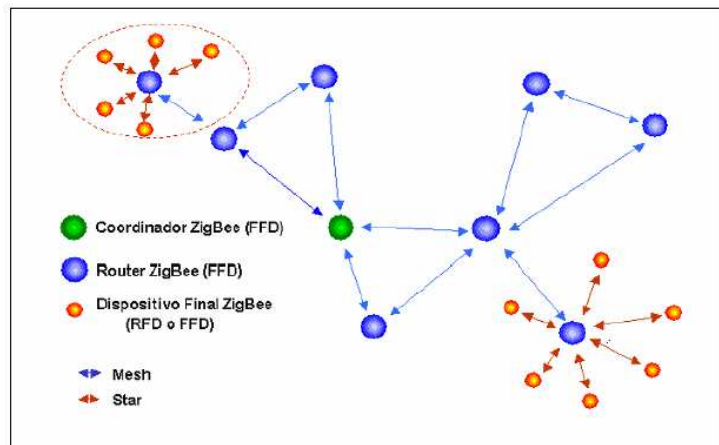 Coordinador ZigBee (FFD)
Router ZigBee (FFD)
Dispositivo Final ZigBee
(RFD o FFD)
Mesh
Star